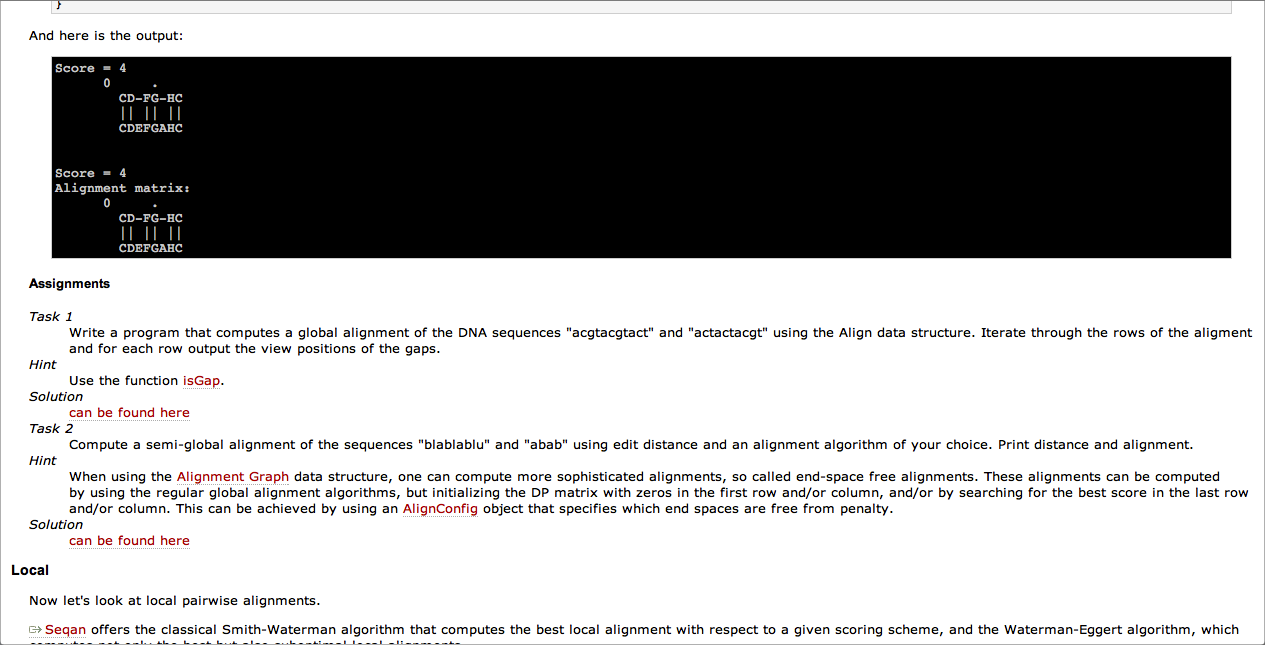 }
And here is the output:
Score = 4
0     .
CD-FG-HC
|| || ||
CDEFGAHC
Score = 4
Alignment matrix:
0     .
CD-FG-HC
|| || ||
CDEFGAHC
Assignments
Task 1
Write a program that computes a global alignment of the DNA sequences "acgtacgtact" and "actactacgt" using the Align data structure. Iterate through the rows of the aligment
and for each row output the view positions of the gaps.
Hint
Use the function isGap.
Solution
can be found here
Task 2
Compute a semi-global alignment of the sequences "blablablu" and "abab" using edit distance and an alignment algorithm of your choice. Print distance and alignment.
Hint
When using the Alignment Graph data structure, one can compute more sophisticated alignments, so called end-space free alignments. These alignments can be computed
by using the regular global alignment algorithms, but initializing the DP matrix with zeros in the first row and/or column, and/or by searching for the best score in the last row
and/or column. This can be achieved by using an AlignConfig object that specifies which end spaces are free from penalty.
Solution
can be found here
Local
Now let's look at local pairwise alignments.
Seqan offers the classical Smith-Waterman algorithm that computes the best local alignment with respect to a given scoring scheme, and the Waterman-Eggert algorithm, which
computes not only the best but also suboptimal local alignments.